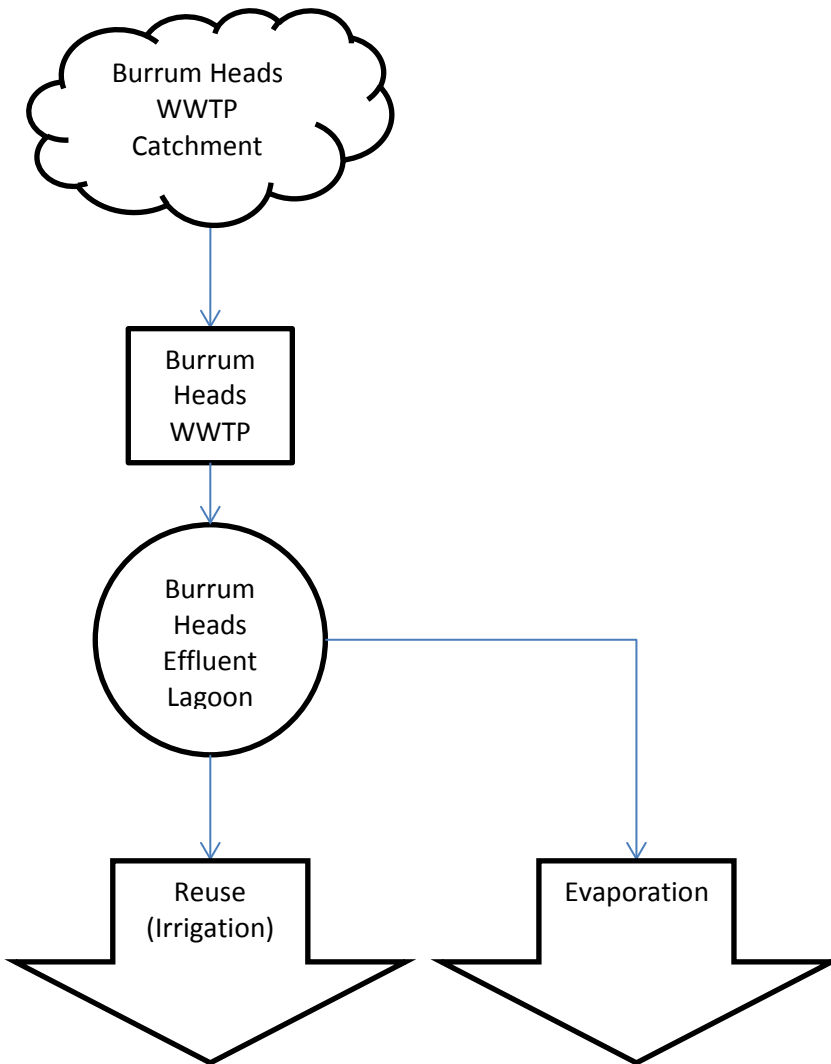 Burrum Heads
WWTP
Catchment
Burrum
Heads
WWTP
Burrum
Heads
Effluent
Lagoon
Reuse
(Irrigation)
Evaporation